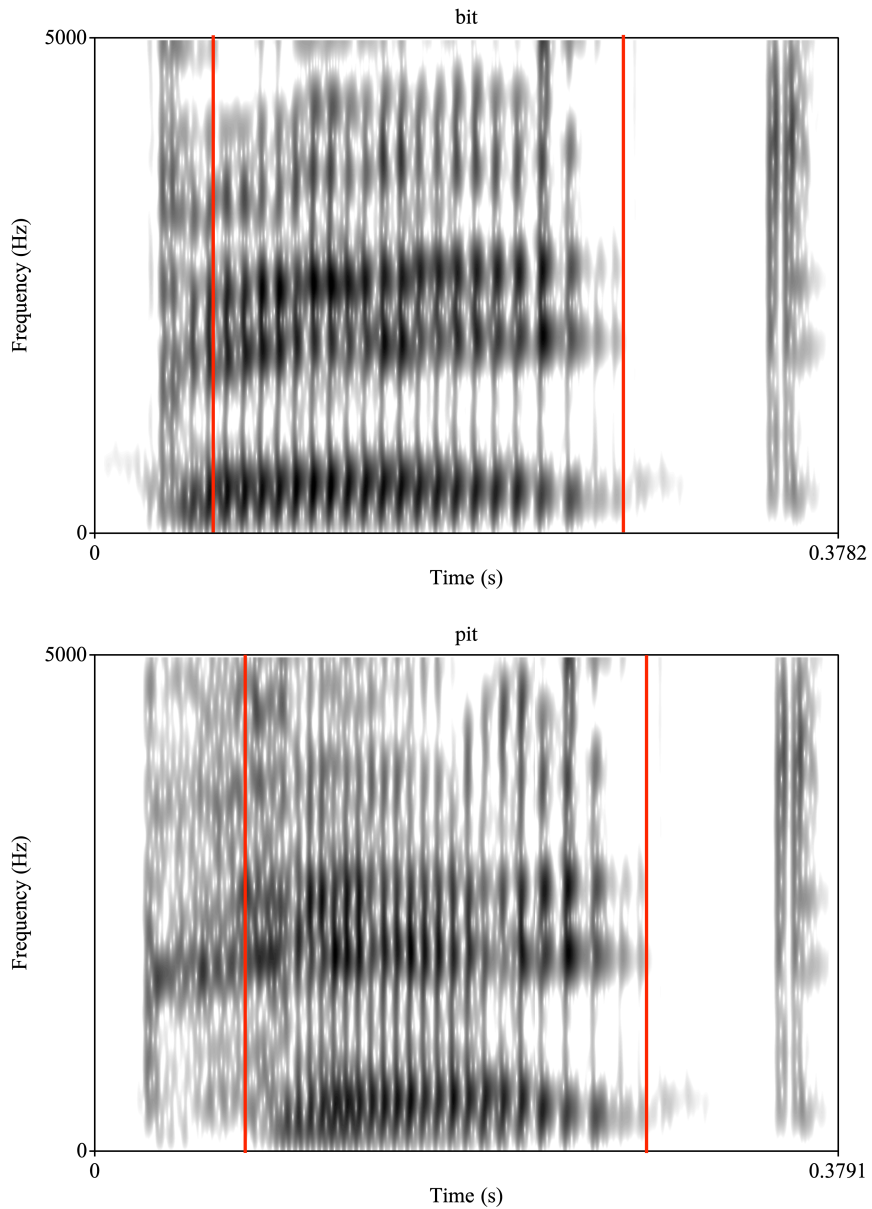 bit
5000
Frequency (Hz)
0
0
0.3782
Time (s)
pit
5000
Frequency (Hz)
0
0
0.3791
Time (s)